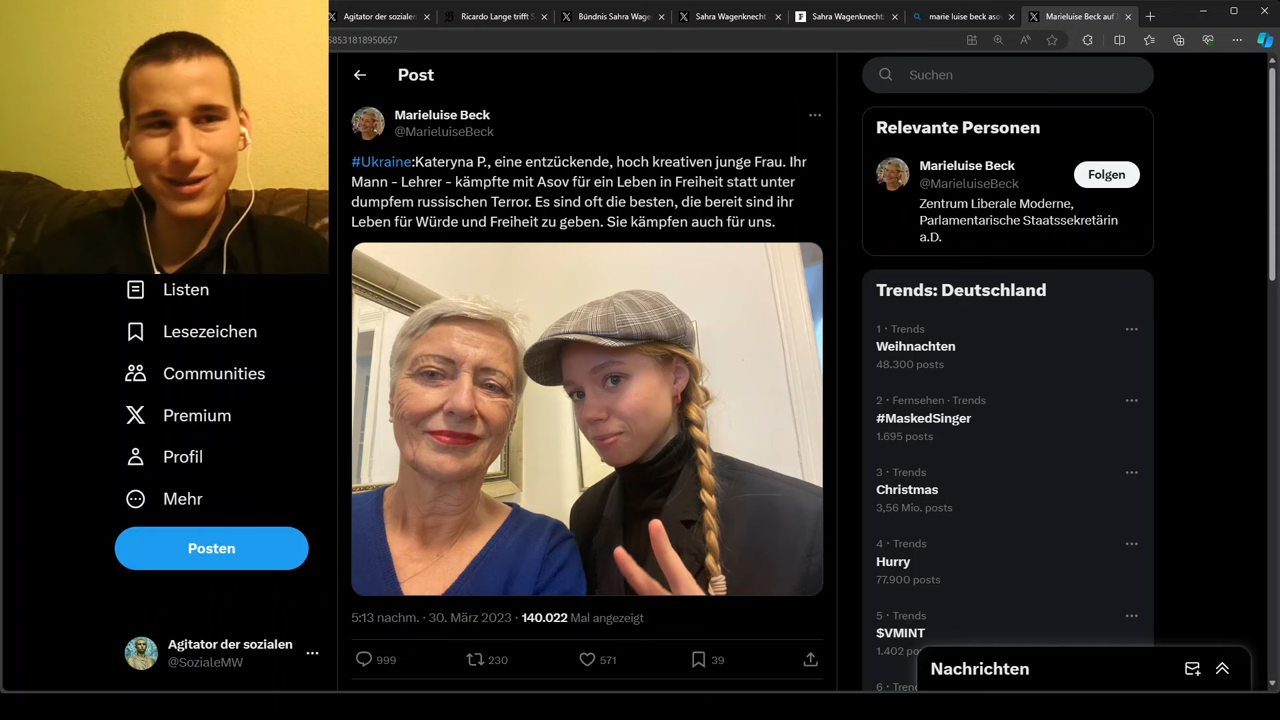 Agitator der sozialen
Ricardo Lange trifft S
Bündnis Sahra Wagen
Sahra Wagenknecht
Sahra Wagenknecht:
marie luise beck aso
Marieluise Beck auf
58531818950657
Post
Suchen
Marieluise Beck
@MarieluiseBeck
#Ukraine:Kateryna P., eine entzückende, hoch kreativen junge Frau. Ihr
Mann - Lehrer - kämpfte mit Asov für ein Leben in Freiheit statt unter
dumpfem russischen Terror. Es sind oft die besten, die bereit sind ihr
Leben für Würde und Freiheit zu geben. Sie kämpfen auch für uns.
5:13 nachm. · 30. März 2023 · 140.022 Mal angezeigt
999
230
571
39
Listen
Lesezeichen
Communities
Premium
Profil
Mehr
Posten
Agitator der sozialen
@SozialeMW
Relevante Personen
Marieluise Beck
@MarieluiseBeck
Folgen
Zentrum Liberale Moderne,
Parlamentarische Staatssekretärin
a.D.
Trends: Deutschland
1 · Trends
Weihnachten
48.300 posts
2 · Fernsehen · Trends
#MaskedSinger
1.695 posts
3 · Trends
Christmas
3,56 Mio. posts
4 · Trends
Hurry
77.900 posts
5 · Trends
$VMINT
1.402 po
6 · Trend
Nachrichten